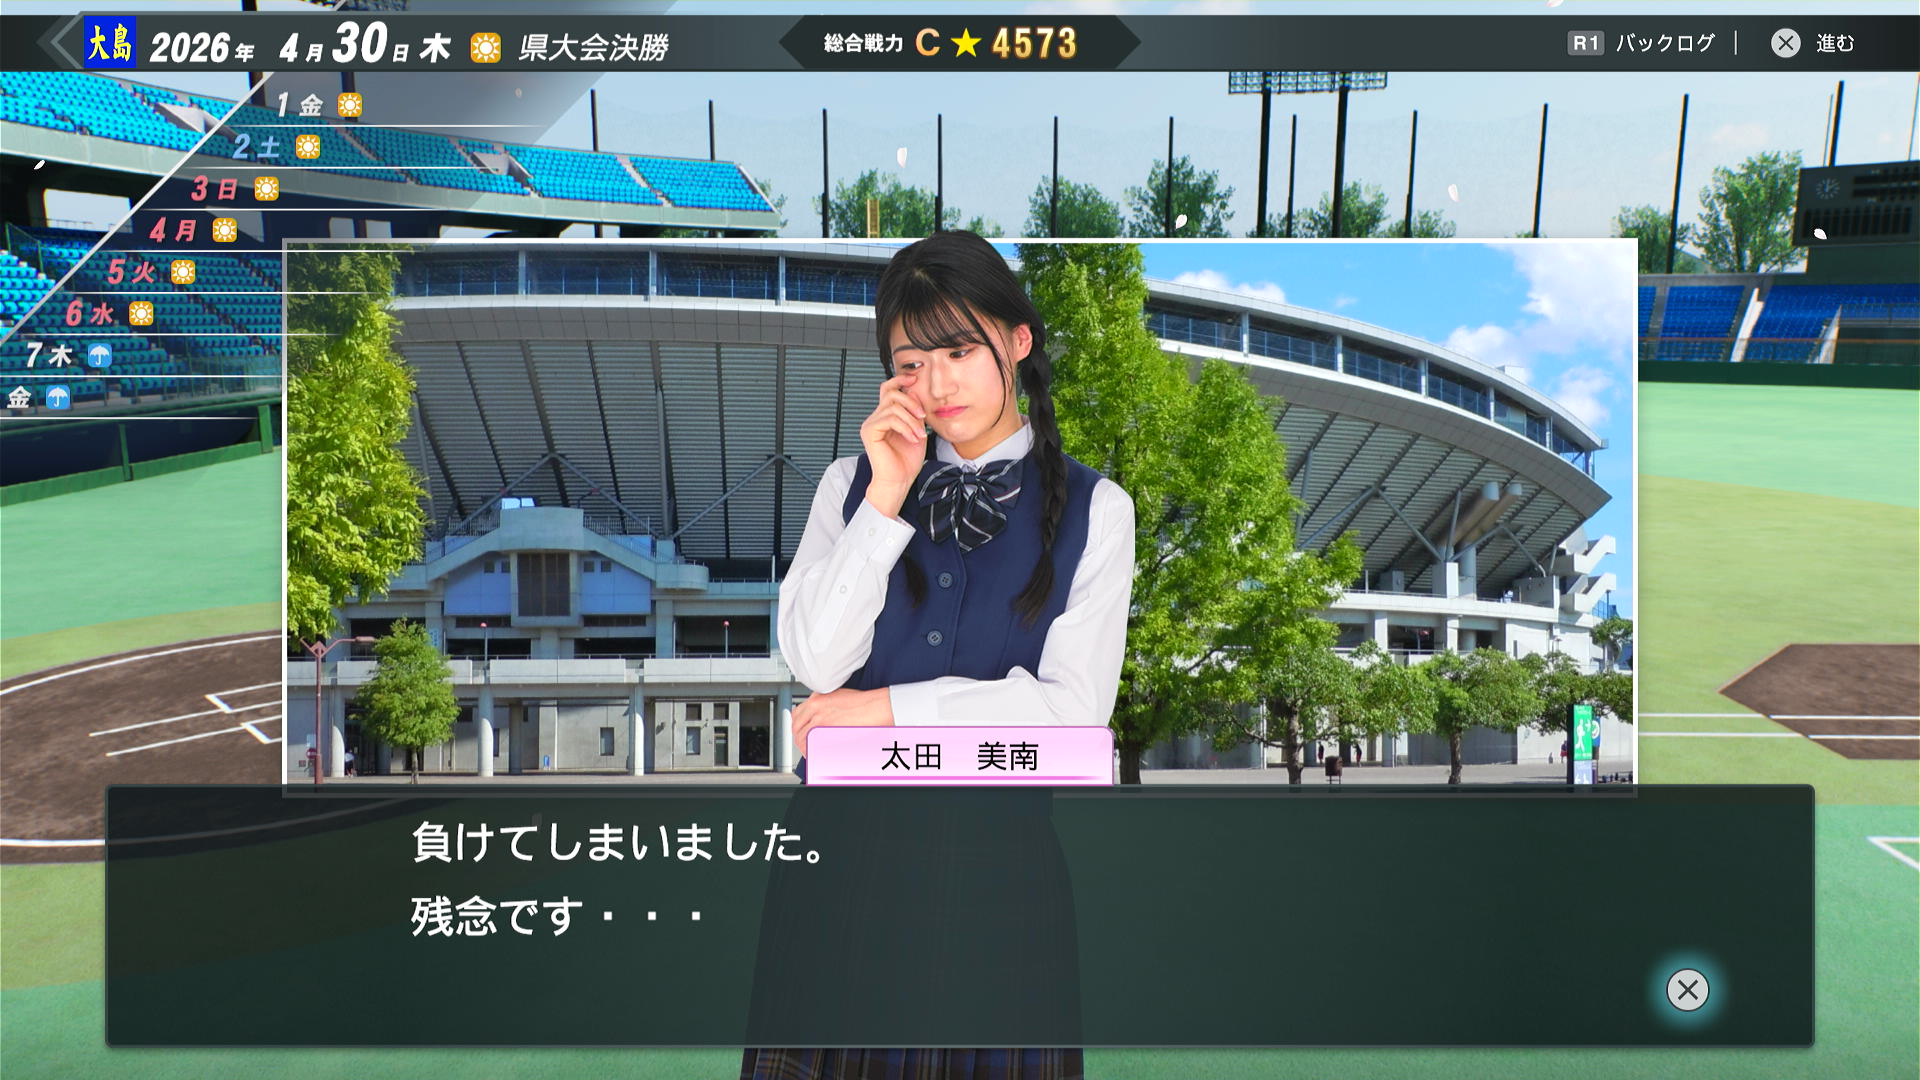 大島 2026年 4月30日 木 県大会決勝 総合戦力 C ★ 4573 R1 バックログ | × 進む
1 金
2 土
3 日
4 月
5 火
6 水
7 木
金
太田 美南
負けてしまいました。
残念です・・・